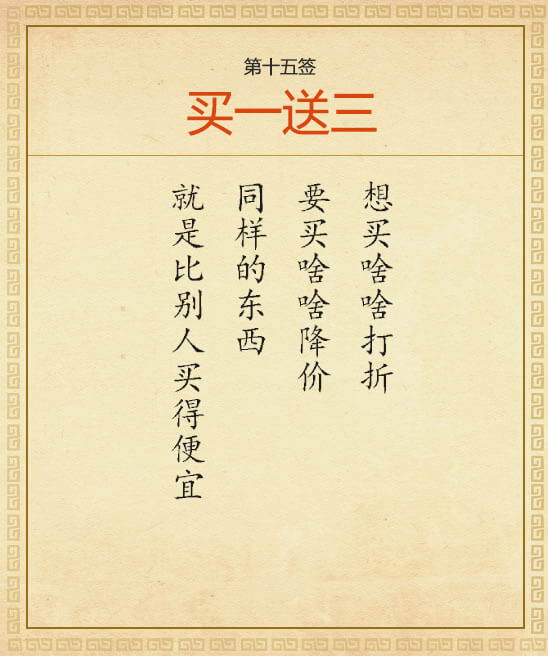 第十五签
买一送三
想买啥啥打折
要买啥啥降价
同样的东西
就是比别人买得便宜